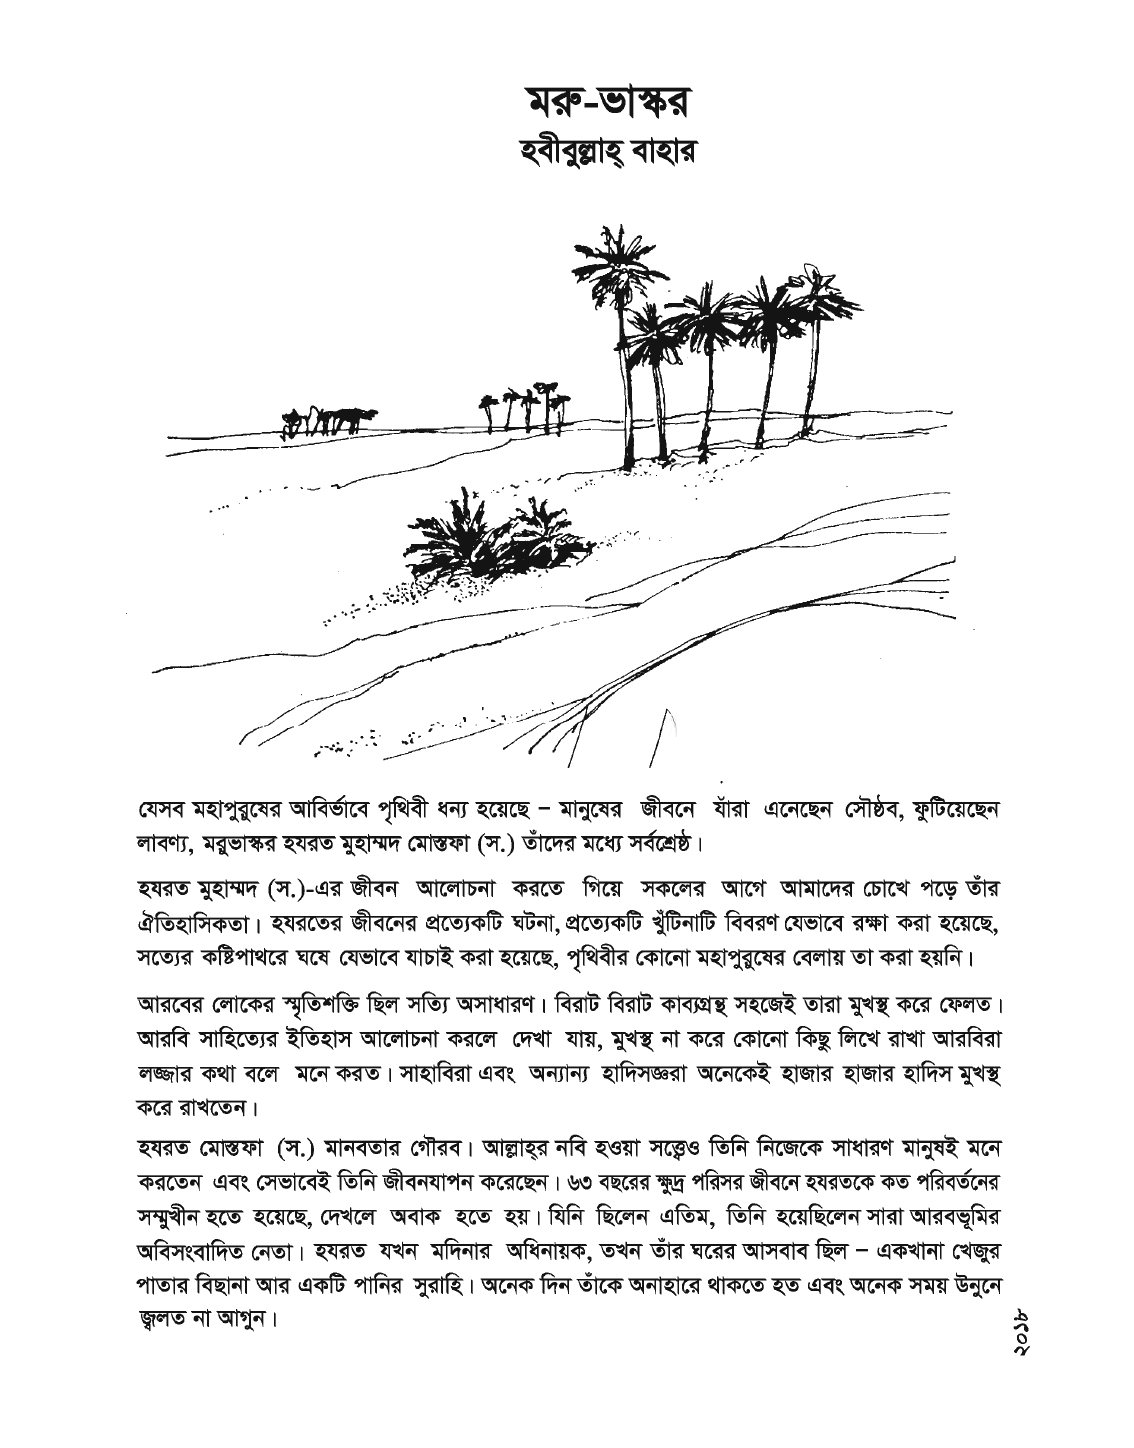 মরু-ভাস্কর
হবীবুল্লাহ্ বাহার
যেসব মহাপুরুষের আবির্ভাবে পৃথিবী ধন্য হয়েছে – মানুষের জীবনে যাঁরা এনেছেন সৌষ্ঠব, ফুটিয়েছেন
লাবণ্য, মরুভাস্কর হযরত মুহাম্মদ মোস্তফা (স.) তাঁদের মধ্যে সর্বশ্রেষ্ঠ।
হযরত মুহাম্মদ (স.)-এর জীবন আলোচনা করতে গিয়ে সকলের আগে আমাদের চোখে পড়ে তাঁর
ঐতিহাসিকতা। হযরতের জীবনের প্রত্যেকটি ঘটনা, প্রত্যেকটি খুঁটিনাটি বিবরণ যেভাবে রক্ষা করা হয়েছে,
সত্যের কষ্টিপাথরে ঘষে যেভাবে যাচাই করা হয়েছে, পৃথিবীর কোনো মহাপুরুষের বেলায় তা করা হয়নি।
আরবের লোকের স্মৃতিশক্তি ছিল সত্যি অসাধারণ। বিরাট বিরাট কাব্যগ্রন্থ সহজেই তারা মুখস্থ করে ফেলত।
আরবি সাহিত্যের ইতিহাস আলোচনা করলে দেখা যায়, মুখস্থ না করে কোনো কিছু লিখে রাখা আরবিরা
লজ্জার কথা বলে মনে করত। সাহাবিরা এবং অন্যান্য হাদিসজ্ঞরা অনেকেই হাজার হাজার হাদিস মুখস্থ
করে রাখতেন।
হযরত মোস্তফা (স.) মানবতার গৌরব। আল্লাহ্‌র নবি হওয়া সত্ত্বেও তিনি নিজেকে সাধারণ মানুষই মনে
করতেন এবং সেভাবেই তিনি জীবনযাপন করেছেন। ৬৩ বছরের ক্ষুদ্র পরিসর জীবনে হযরতকে কত পরিবর্তনের
সম্মুখীন হতে হয়েছে, দেখলে অবাক হতে হয়। যিনি ছিলেন এতিম, তিনি হয়েছিলেন সারা আরবভূমির
অবিসংবাদিত নেতা। হযরত যখন মদিনার অধিনায়ক, তখন তাঁর ঘরের আসবাব ছিল – একখানা খেজুর
পাতার বিছানা আর একটি পানির সুরাহি। অনেক দিন তাঁকে অনাহারে থাকতে হত এবং অনেক সময় উনুনে
জ্বলত না আগুন।
২০১৮